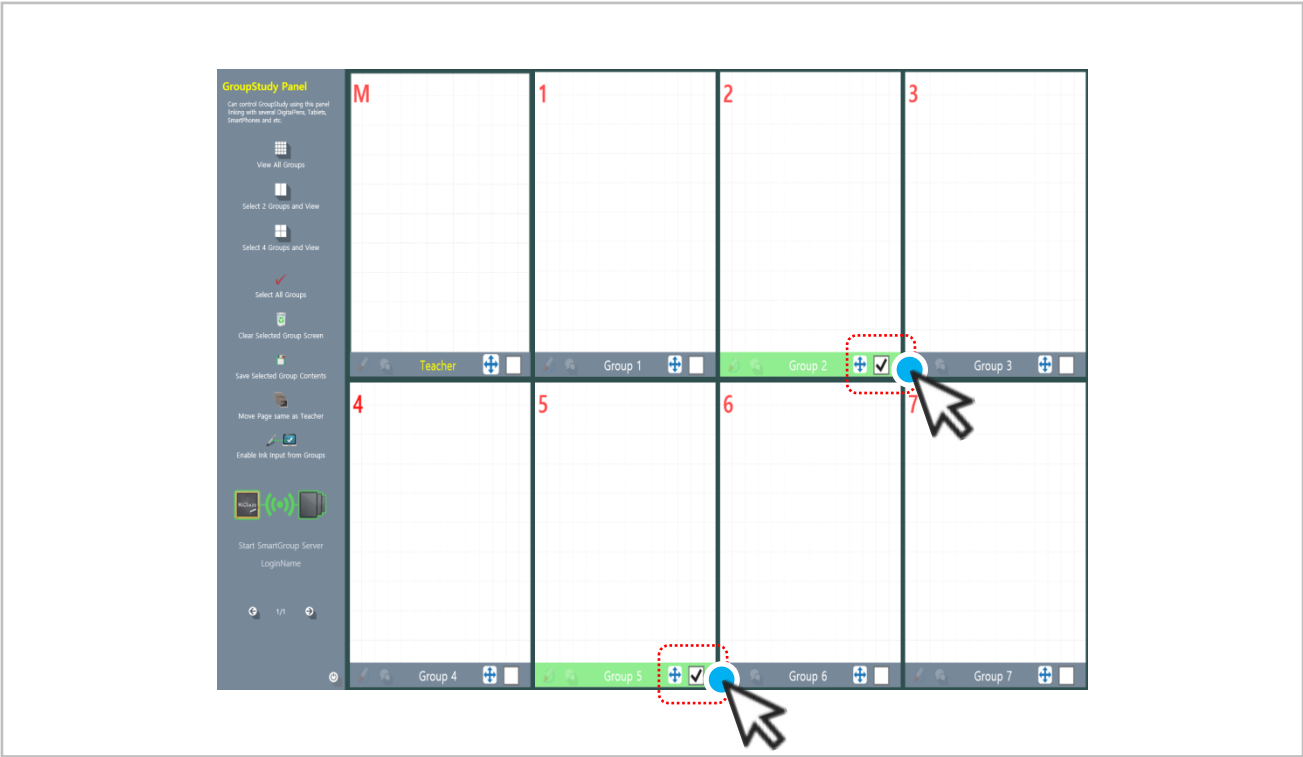 GroupStudy Panel
Can control GroupStudy using this panel
linking with several DigitalPens, Tablets,
SmartPhones and etc.
View All Groups
Select 2 Groups and View
Select 4 Groups and View
Select All Groups
Clear Selected Group Screen
Save Selected Group Contents
Move Page same as Teacher
Enable Ink Input from Groups
Start SmartGroup Server
LoginName
1/1
M
1
2
3
Teacher
Group 1
Group 2
Group 3
4
5
6
7
Group 4
Group 5
Group 6
Group 7